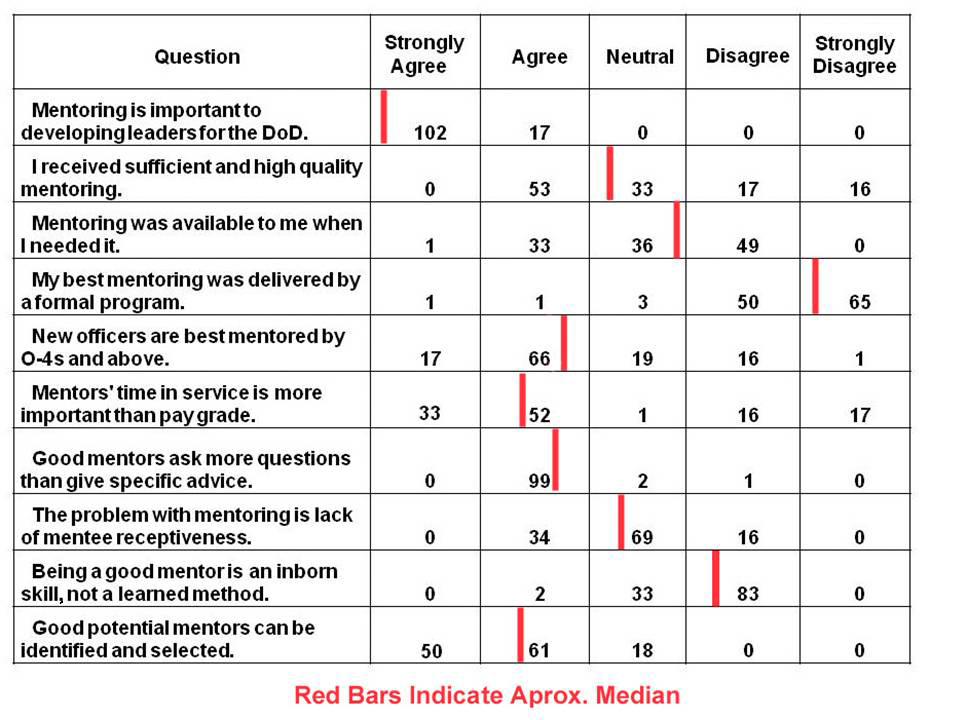 Question Strongly Agree Agree Neutral Disagree Strongly Disagree
Mentoring is important to
developing leaders for the DoD. 102 17 0 0 0
I received sufficient and high quality
mentoring. 0 53 33 17 16
Mentoring was available to me when
I needed it. 1 33 36 49 0
My best mentoring was delivered by
a formal program. 1 1 3 50 65
New officers are best mentored by
O-4s and above. 17 66 19 16 1
Mentors' time in service is more
important than pay grade. 33 52 1 16 17
Good mentors ask more questions
than give specific advice. 0 99 2 1 0
The problem with mentoring is lack
of mentee receptiveness. 0 34 69 16 0
Being a good mentor is an inborn
skill, not a learned method. 0 2 33 83 0
Good potential mentors can be
identified and selected. 50 61 18 0 0
Red Bars Indicate Aprox. Median